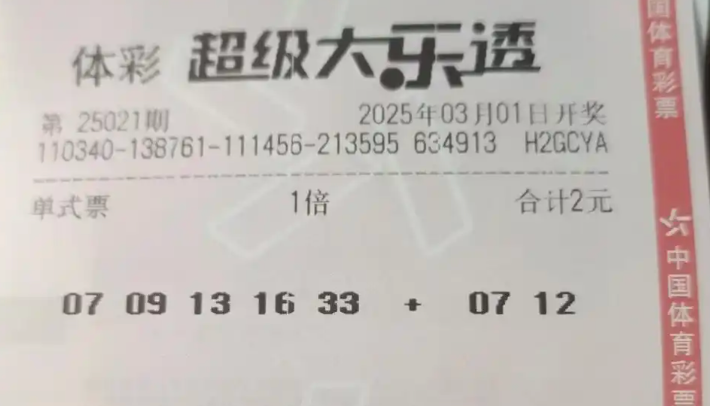 体彩 超级大乐透
第 25021期 2025年03月01日开奖
110340-138761-111456-213595 634913 H2GCYA
单式票 1倍 合计2元
07 09 13 16 33 + 07 12
国体育彩票
中国体育彩票